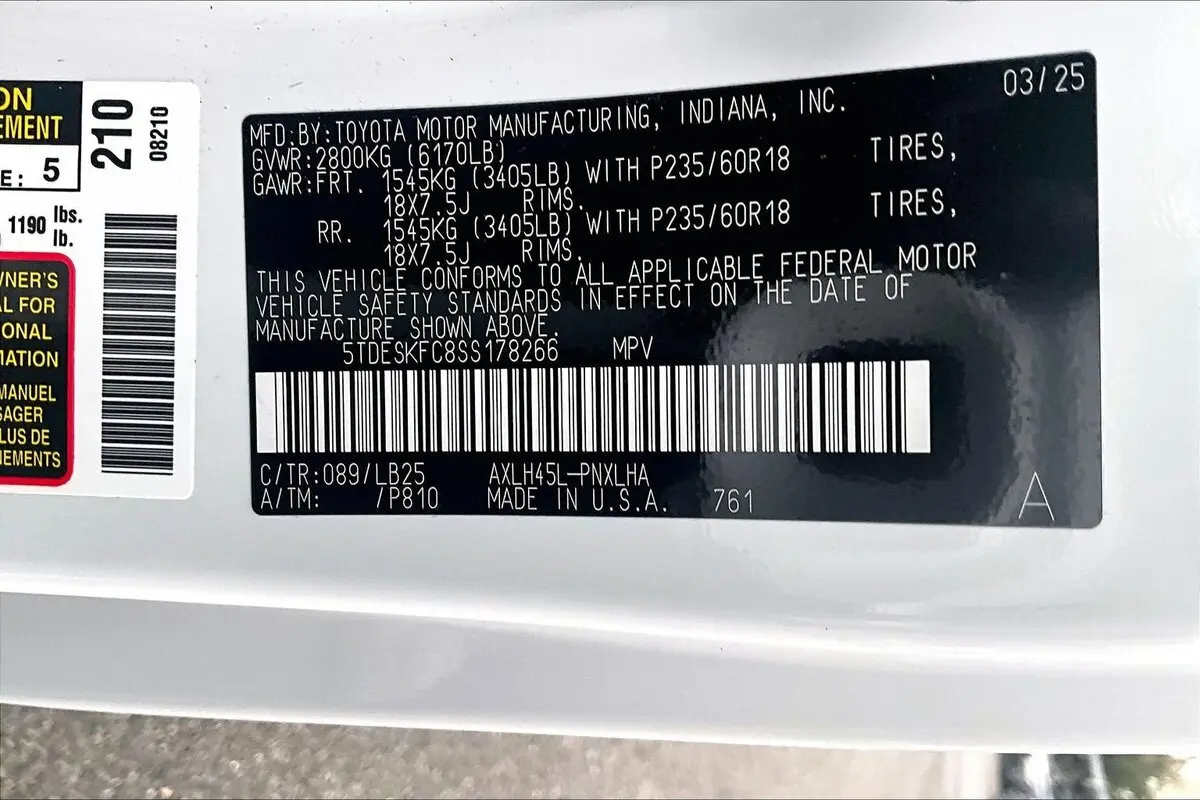 ON
EMENT
E: 5
1190 lbs.
lb.
NER'S
AL FOR
IONAL
MATION
MANUEL
SAGER
LUS DE
NEMENTS
210
08210
03/25
MFD.BY:TOYOTA MOTOR MANUFACTURING, INDIANA, INC.
GVWR:2800KG (6170LB)
GAWR:FRT. 1545KG (3405LB) WITH P235/60R18 TIRES,
18X7.5J RIMS.
RR. 1545KG (3405LB) WITH P235/60R18 TIRES,
18X7.5J RIMS.
THIS VEHICLE CONFORMS TO ALL APPLICABLE FEDERAL MOTOR
VEHICLE SAFETY STANDARDS IN EFFECT ON THE DATE OF
MANUFACTURE SHOWN ABOVE.
5TDESKFC8SS178266 MPV
C/TR:089/LB25 AXLH45L-PNXLHA
A/TM: /P810 MADE IN U.S.A. 761
A